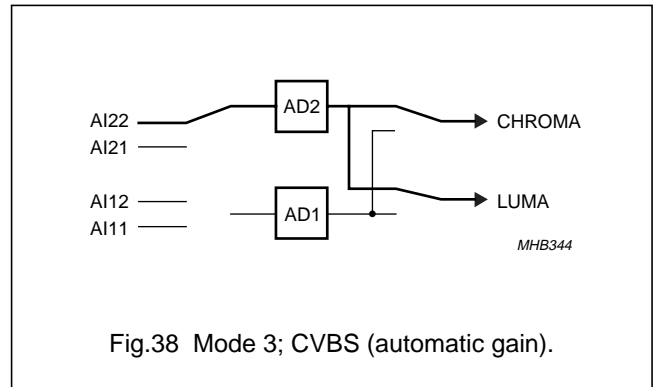 AI22
AD2
CHROMA
AI21
AI12
LUMA
AI11
AD1
MHB344
Fig.38 Mode 3; CVBS (automatic gain).